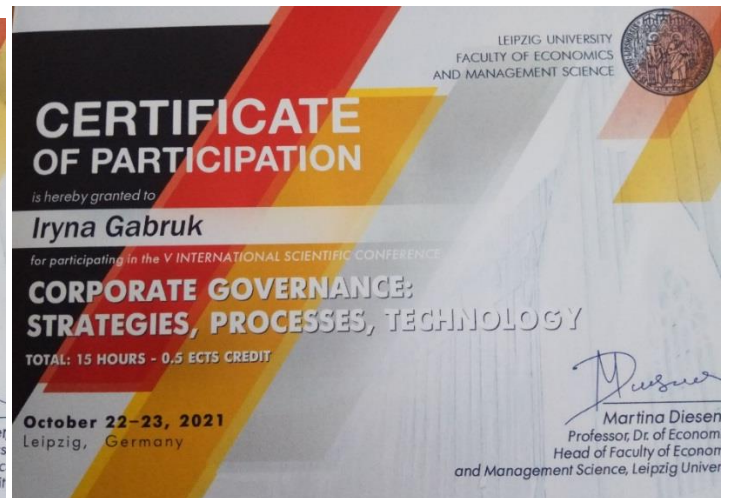 LEIPZIG UNIVERSITY
FACULTY OF ECONOMICS
AND MANAGEMENT SCIENCE
CERTIFICATE
OF PARTICIPATION
is hereby granted to
Iryna Gabruk
for participating in the V INTERNATIONAL SCIENTIFIC CONFERENCE
CORPORATE GOVERNANCE:
STRATEGIES, PROCESSES, TECHNOLOGY
TOTAL: 15 HOURS - 0.5 ECTS CREDIT
October 22-23, 2021
Leipzig, Germany
Martina Diesen
Professor, Dr. of Econom
Head of Faculty of Econom
and Management Science, Leipzig Univer